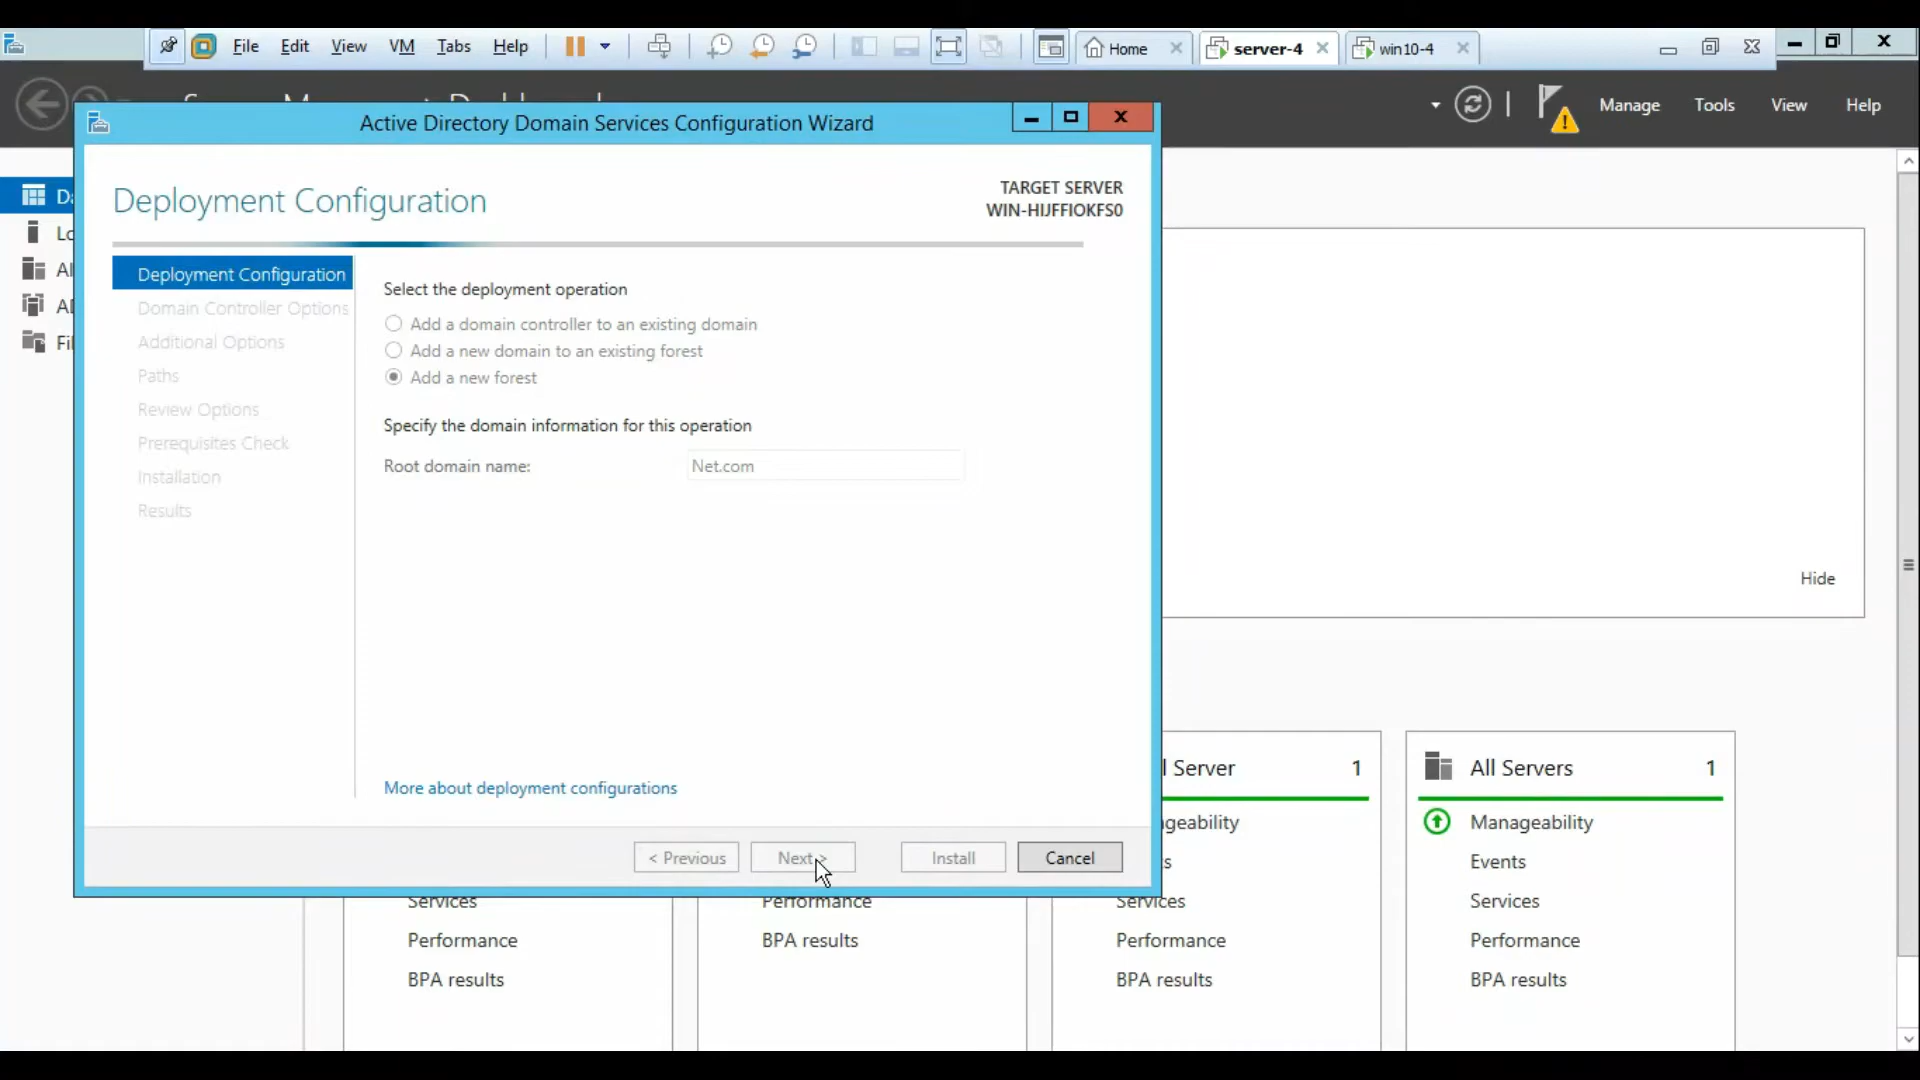 File Edit View VM Tabs Help Home server-4 win10-4
Manage Tools View Help
Active Directory Domain Services Configuration Wizard
Deployment Configuration
TARGET SERVER
WIN-HIJFFIOKFS0
Deployment Configuration
Domain Controller Options
Additional Options
Paths
Review Options
Prerequisites Check
Installation
Results
Select the deployment operation
Add a domain controller to an existing domain
Add a new domain to an existing forest
Add a new forest
Specify the domain information for this operation
Root domain name: Net.com
More about deployment configurations
< Previous Next > Install Cancel
Hide
Server 1
All Servers 1
Manageability
Events
Services Services Services
Performance Performance Performance Performance
BPA results BPA results BPA results BPA results